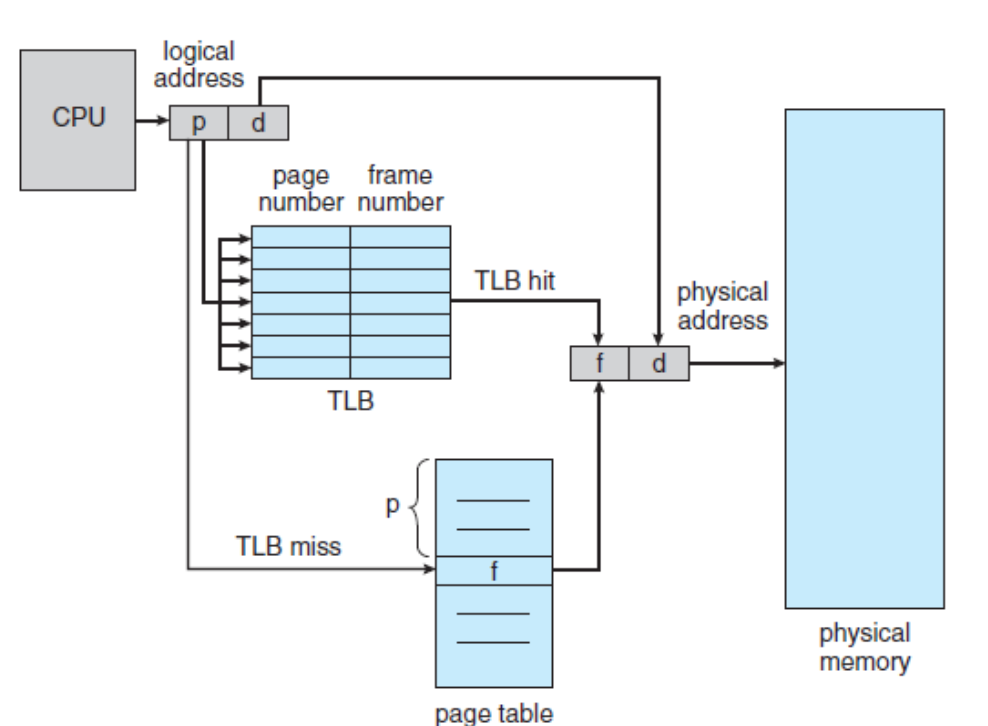 logical
address
CPU
p
d
page
number
frame
number
TLB hit
physical
address
f
d
TLB
p
TLB miss
f
physical
memory
page table